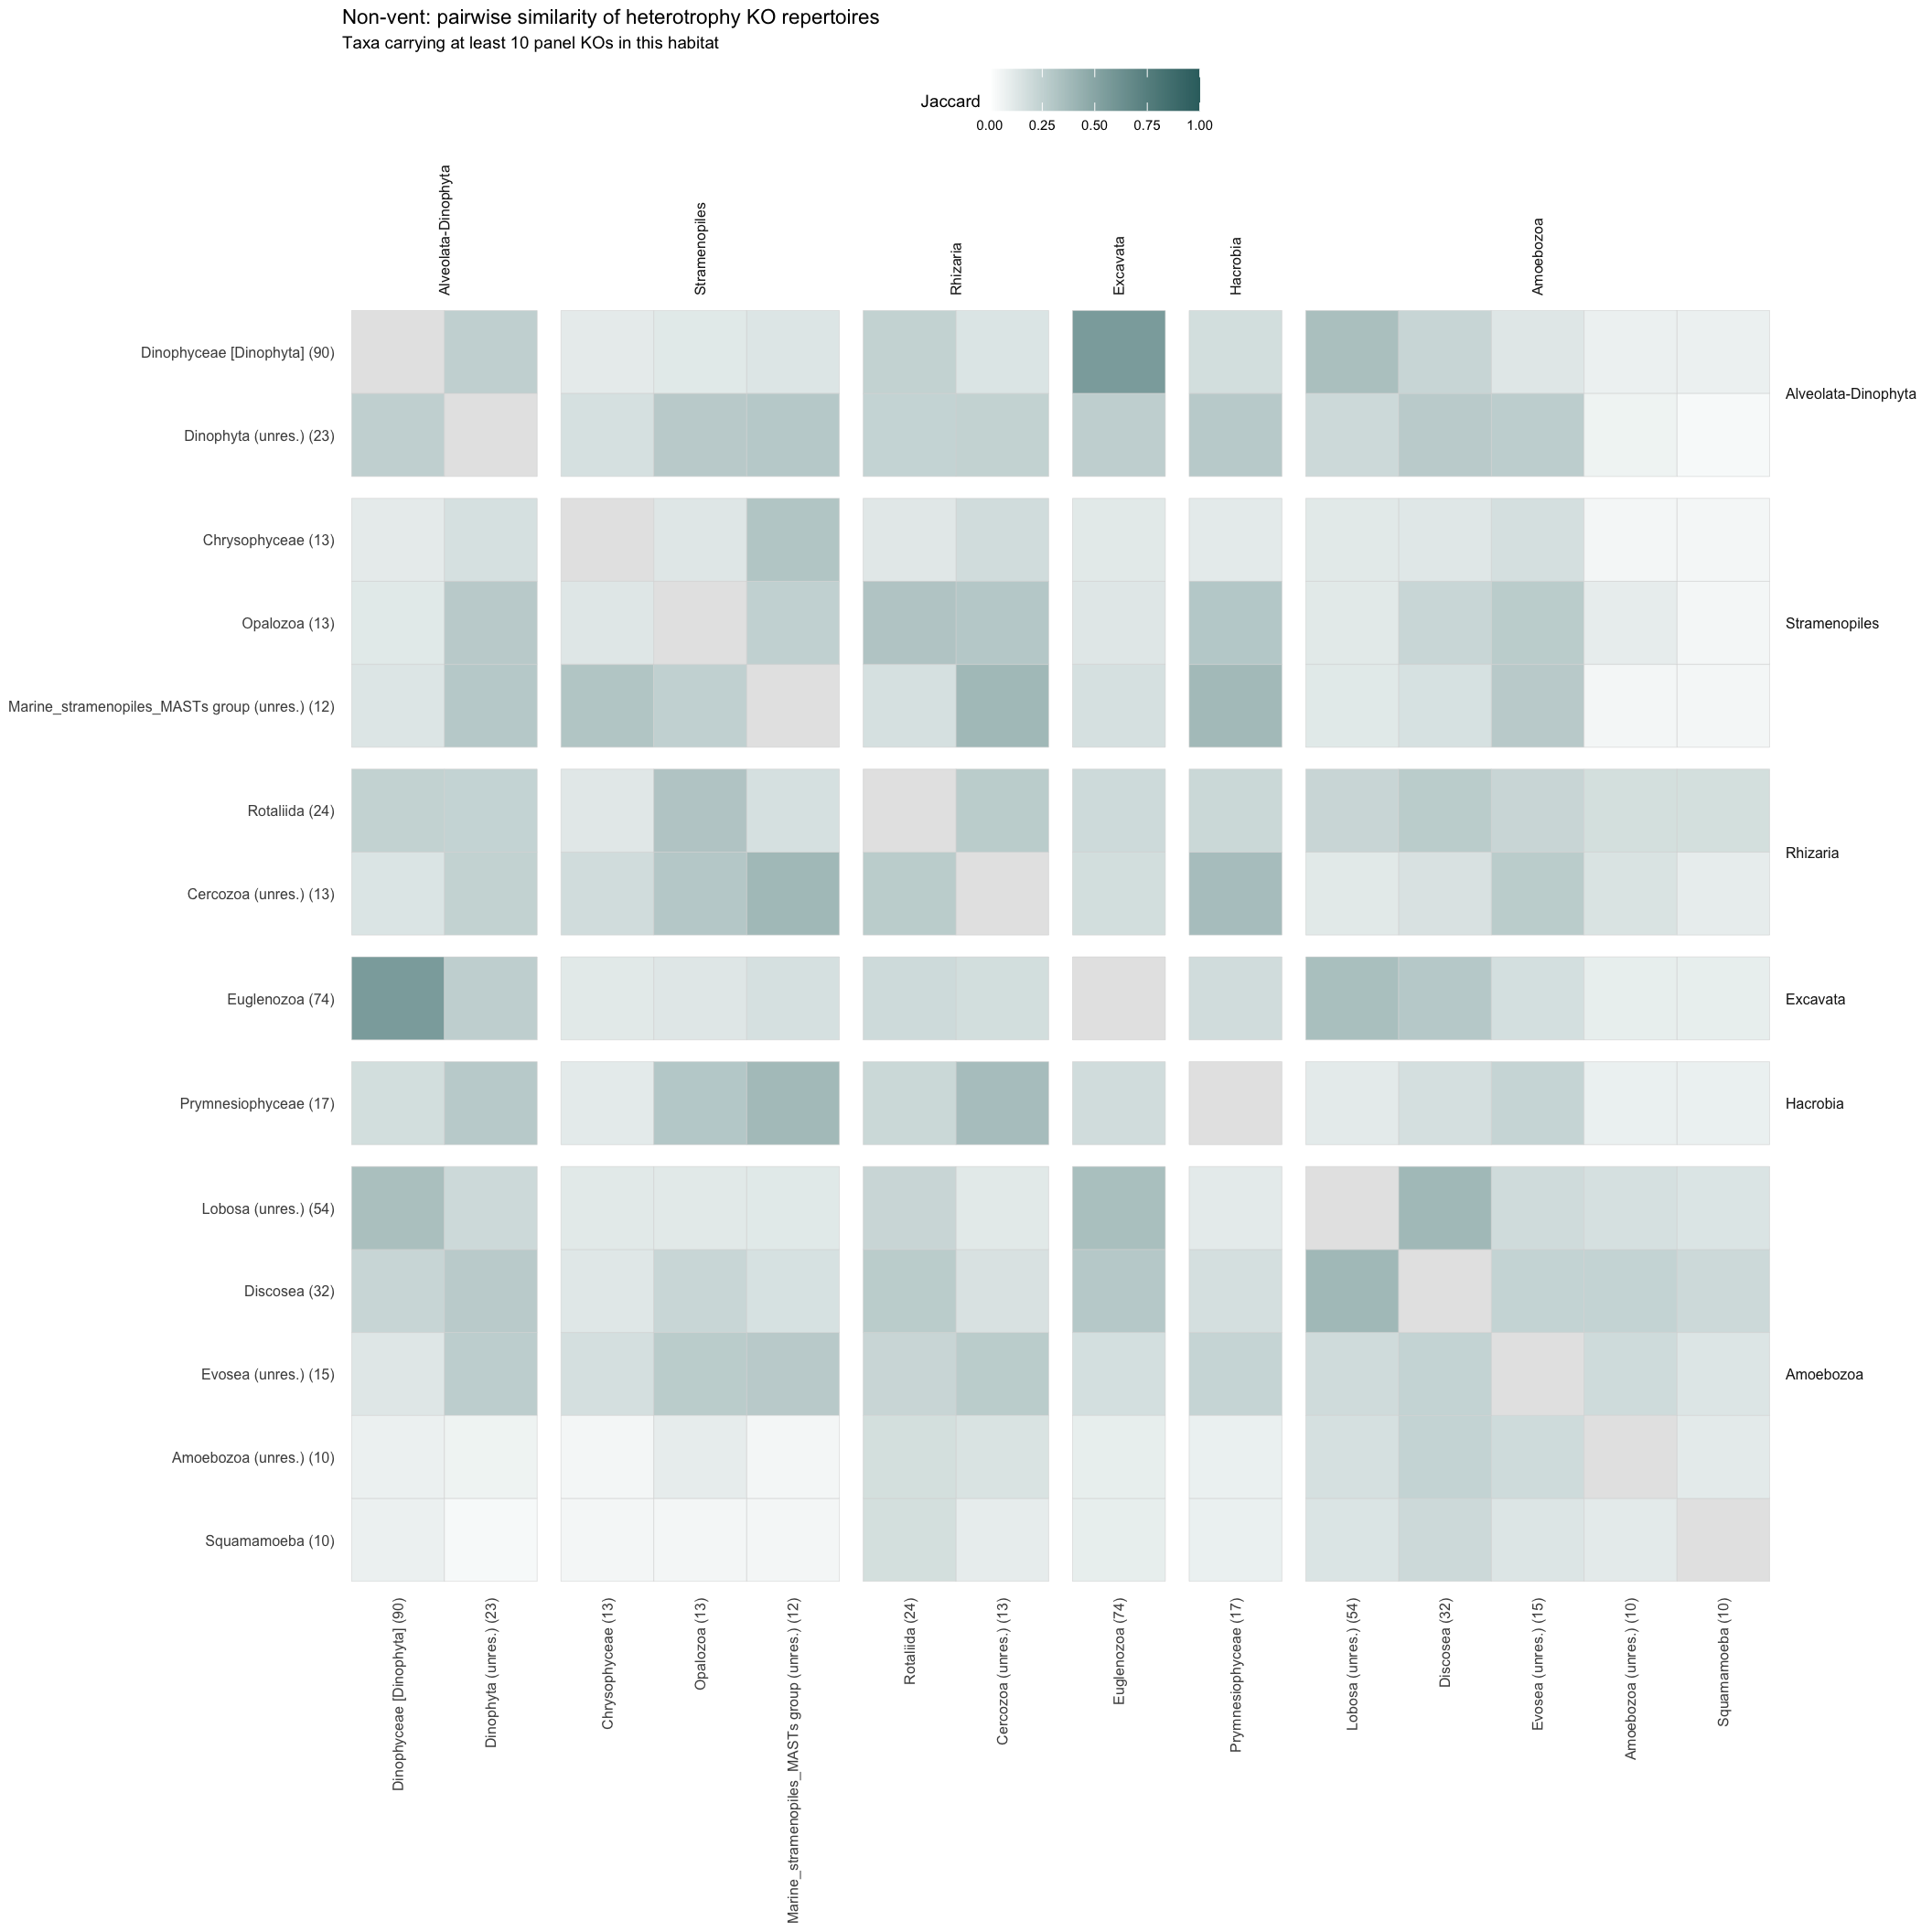 Non-vent: pairwise similarity of heterotrophy KO repertoires
Taxa carrying at least 10 panel KOs in this habitat
Jaccard
0.00 0.25 0.50 0.75 1.00
Alveolata-Dinophyta
Stramenopiles
Rhizaria
Excavata
Hacrobia
Amoebozoa
Dinophyceae [Dinophyta] (90)
Dinophyta (unres.) (23)
Alveolata-Dinophyta
Chrysophyceae (13)
Opalozoa (13)
Marine_stramenopiles_MASTs group (unres.) (12)
Stramenopiles
Rotaliida (24)
Cercozoa (unres.) (13)
Rhizaria
Euglenozoa (74)
Excavata
Prymnesiophyceae (17)
Hacrobia
Lobosa (unres.) (54)
Discosea (32)
Evosea (unres.) (15)
Amoebozoa (unres.) (10)
Squamamoeba (10)
Amoebozoa
Dinophyceae [Dinophyta] (90)
Dinophyta (unres.) (23)
Chrysophyceae (13)
Opalozoa (13)
Marine_stramenopiles_MASTs group (unres.) (12)
Rotaliida (24)
Cercozoa (unres.) (13)
Euglenozoa (74)
Prymnesiophyceae (17)
Lobosa (unres.) (54)
Discosea (32)
Evosea (unres.) (15)
Amoebozoa (unres.) (10)
Squamamoeba (10)